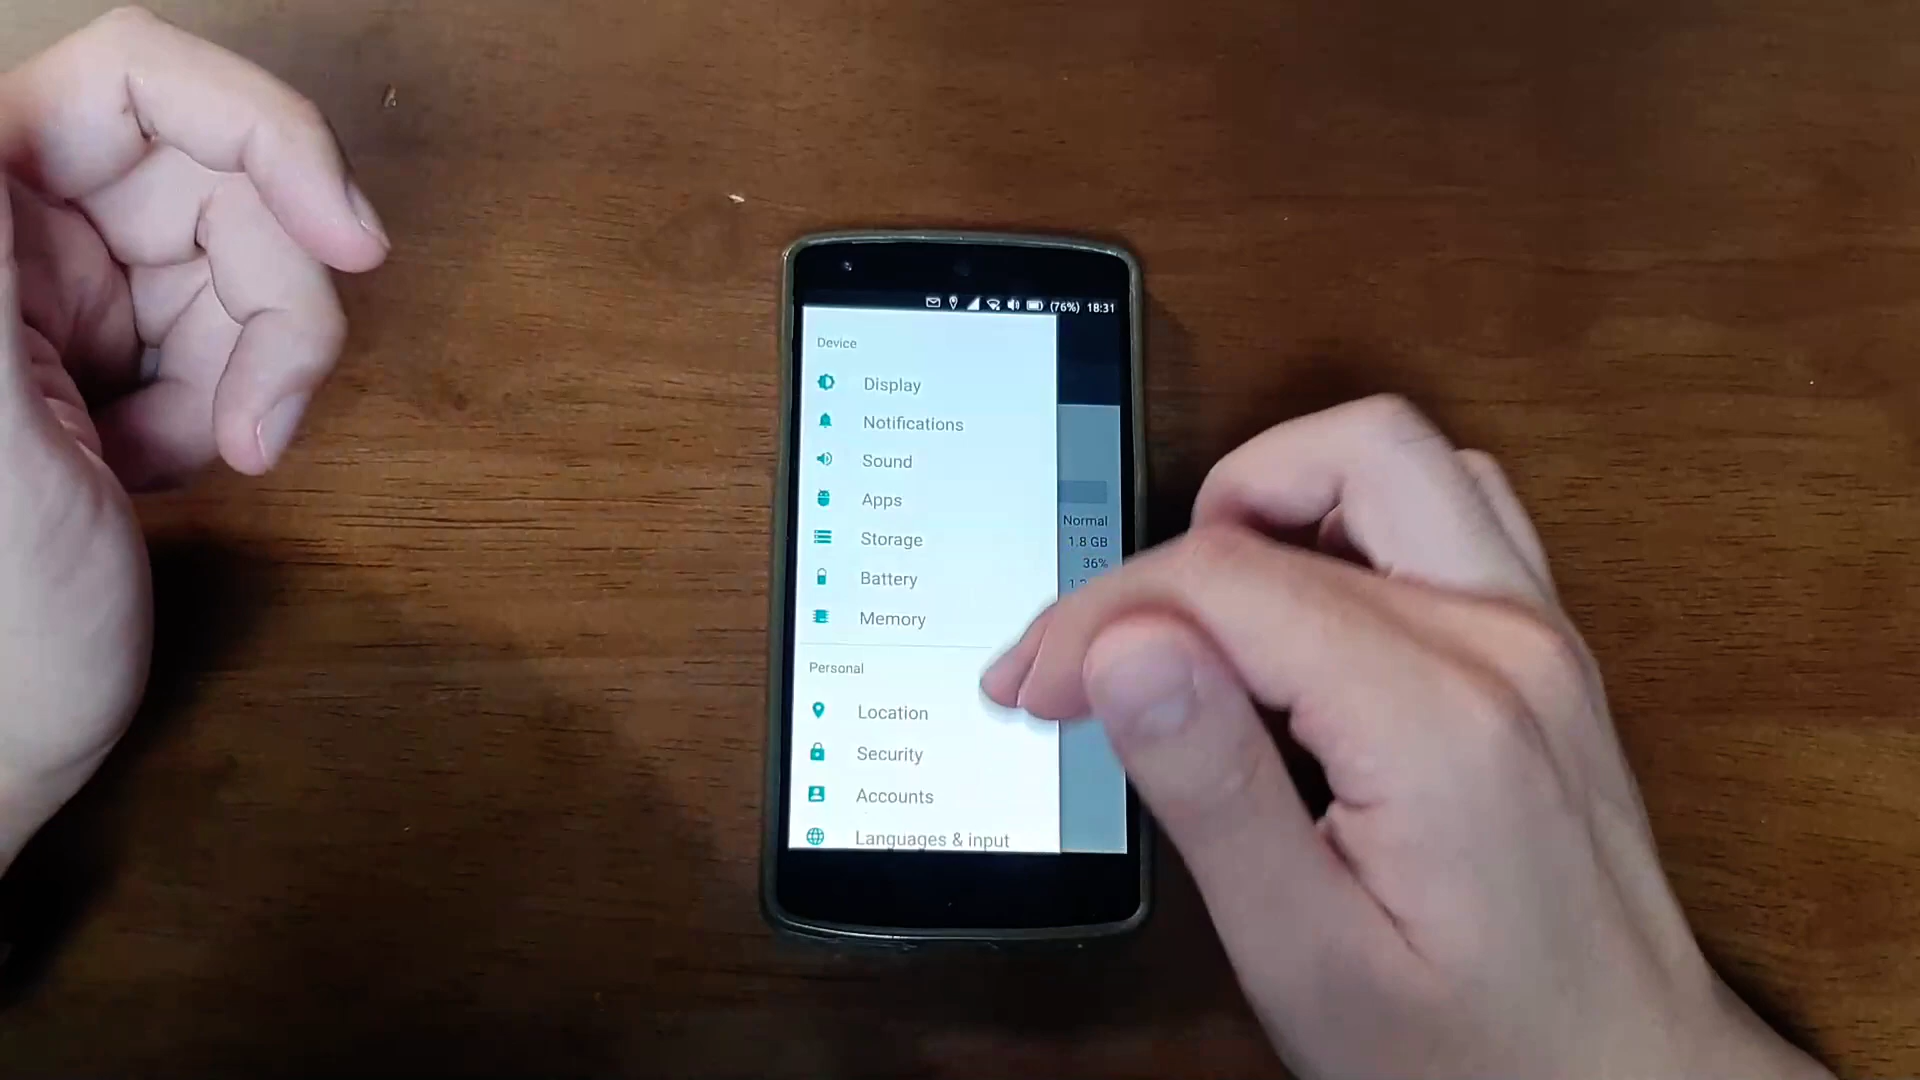 (76%) 18:31
Device
Display
Notifications
Sound
Apps
Storage
Battery
Memory
Personal
Location
Security
Accounts
Languages & input
Normal
1.8 GB
36%